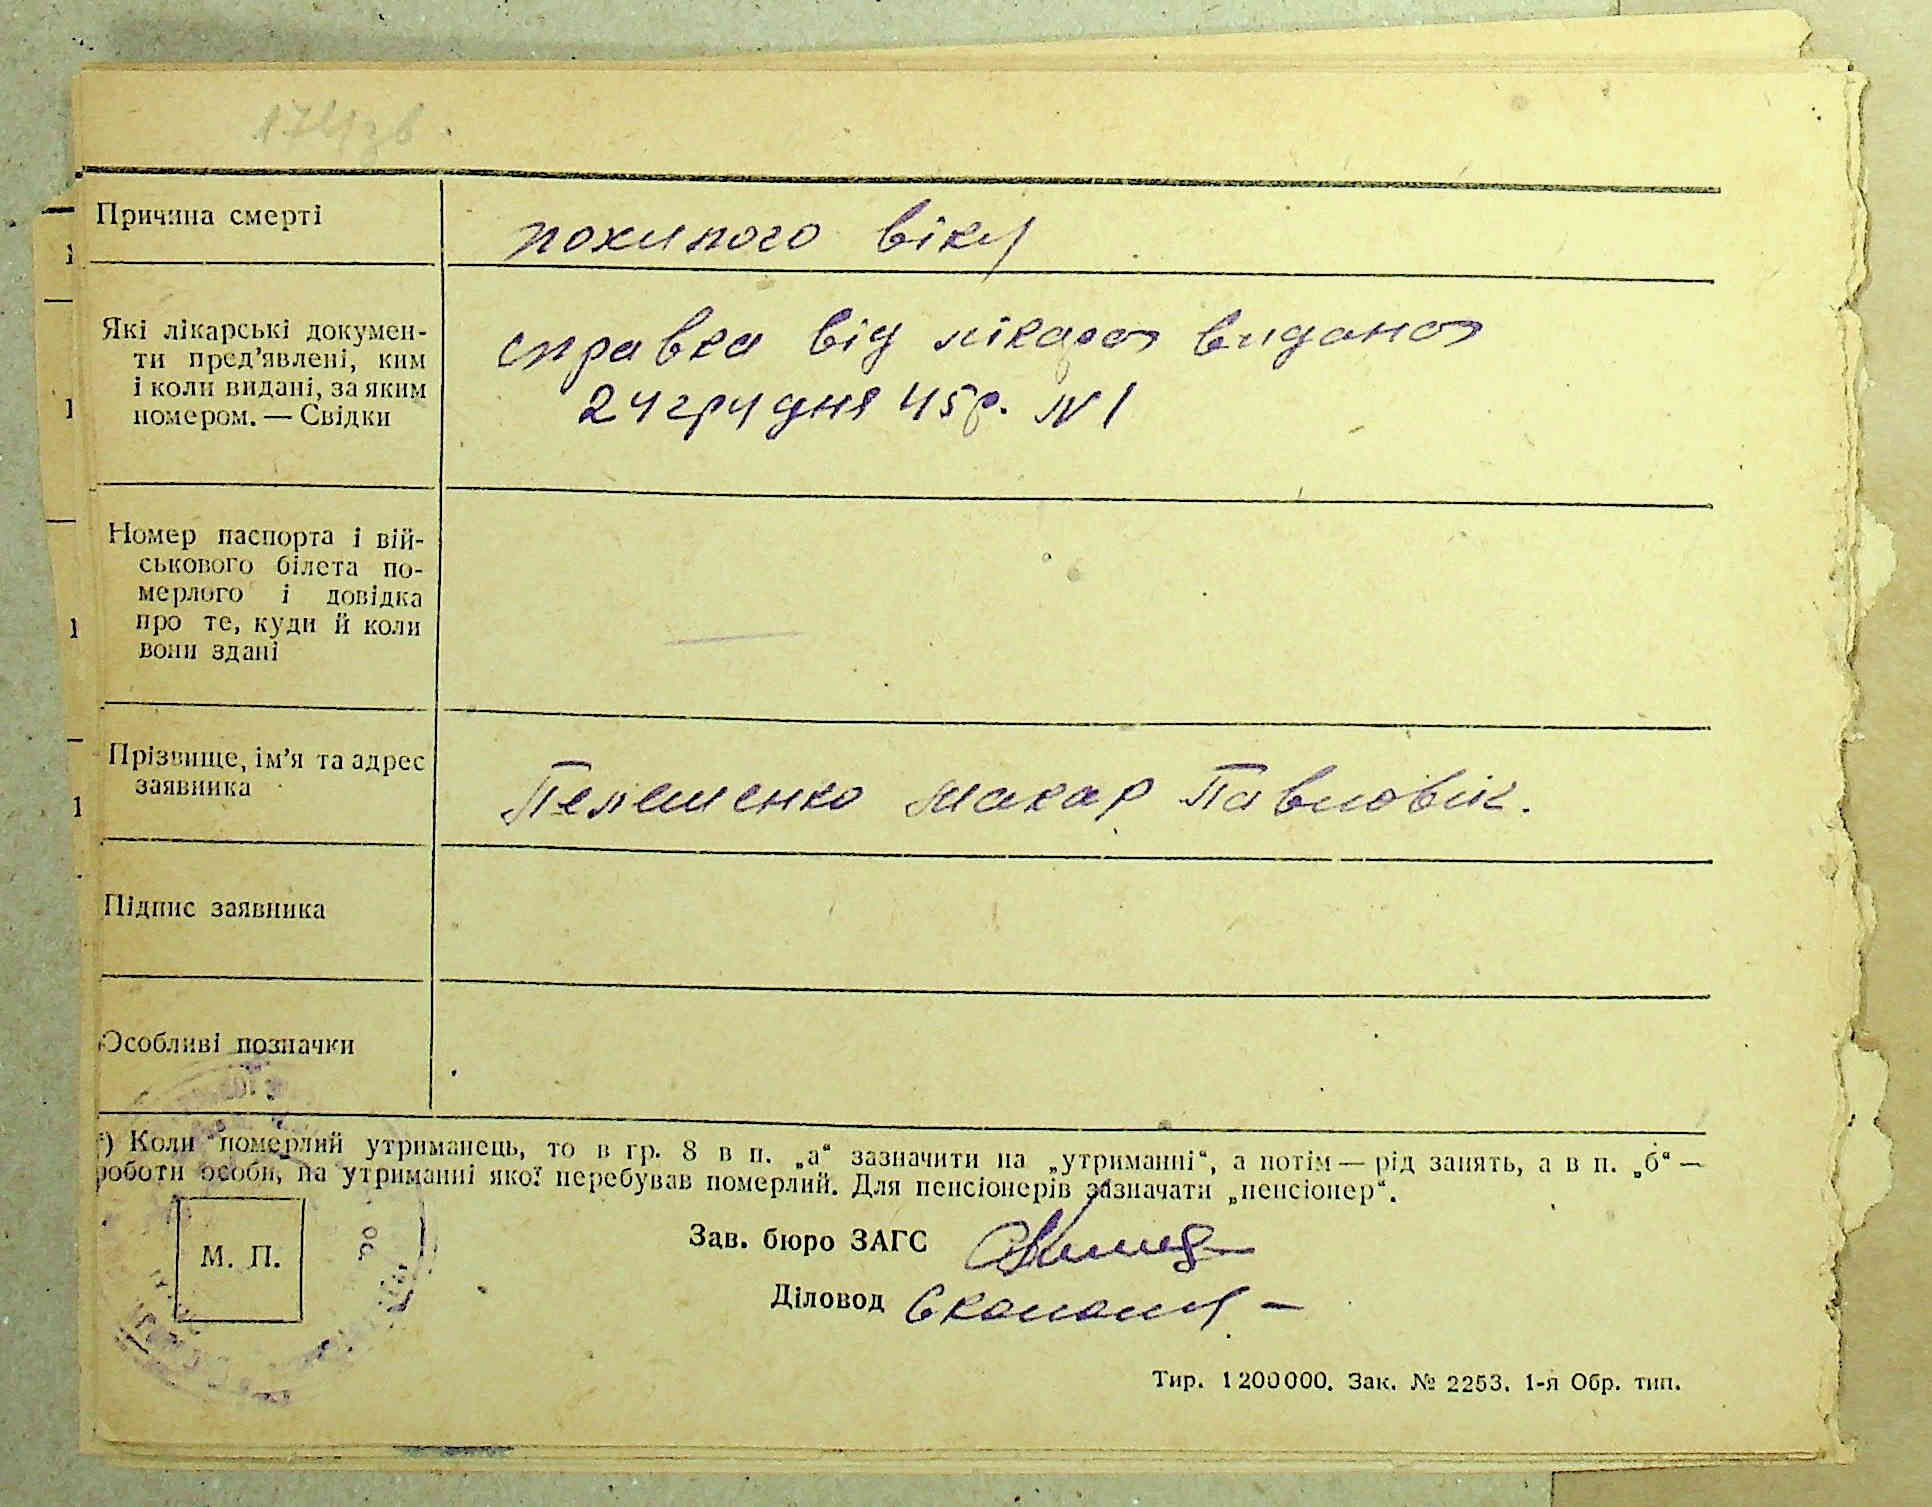 174зв
Причина смерті
похилого віку
Які лікарські докумен-
ти пред’явлені, ким
і коли видані, за яким
номером. — Свідки
справка від лікаря видана
24 грудня 45р. №1
Номер паспорта і вій-
ськового білета по-
мерлого і довідка
про те, куди й коли
вони здані
Прізвище, ім’я та адрес
заявника
Пелешенко Макар Павловік.
Підпис заявника
Особливі позначки
*) Коли померлий утриманець, то в гр. 8 в п. „а“ зазначити на „утриманні“, а потім — рід занять, а в п. „б“ —
роботи особи, на утриманні якої перебував померлий. Для пенсіонерів зазначати „пенсіонер“.
Зав. бюро ЗАГС
М. П.
Діловод
Тир. 1200000. Зак. № 2253. 1-я Обр. тип.